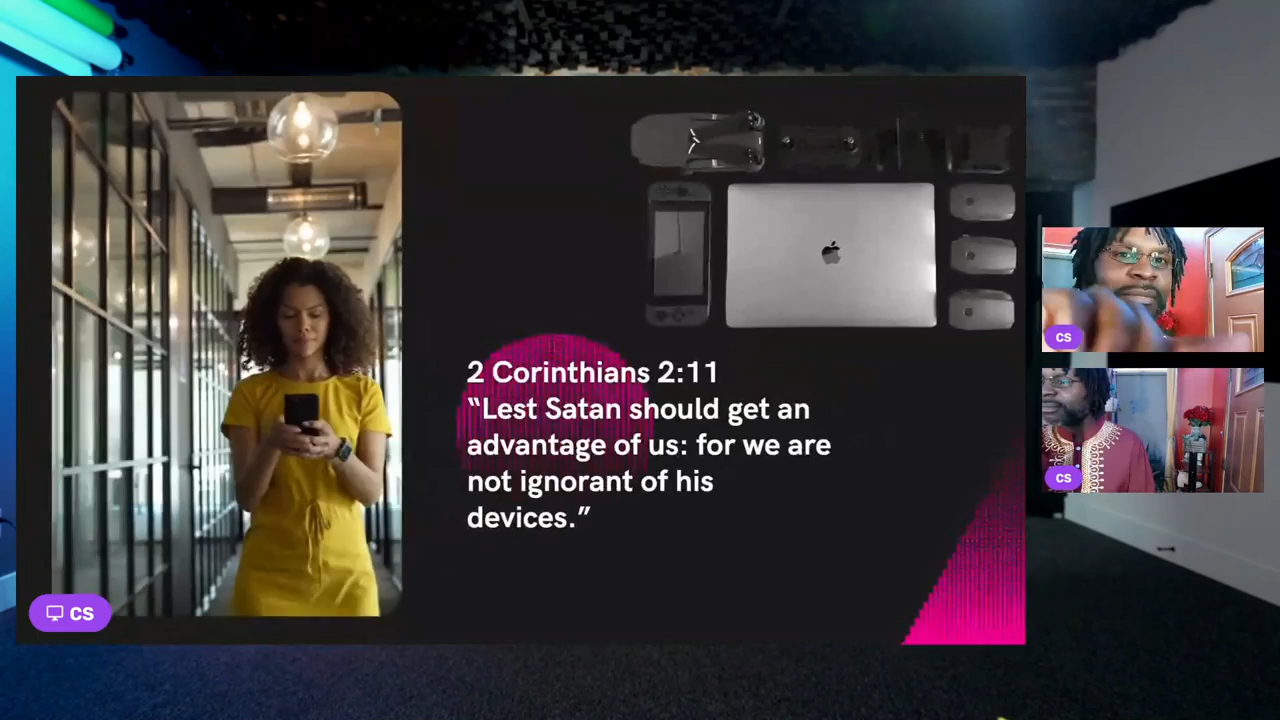 2 Corinthians 2:11
“Lest Satan should get an
advantage of us: for we are
not ignorant of his
devices.”
CS
CS
CS